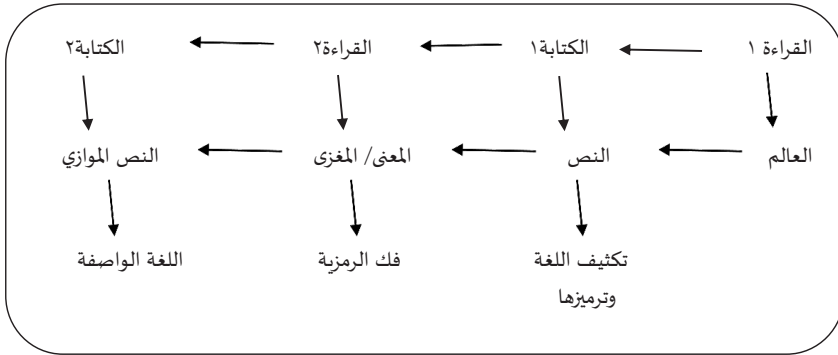 القراءة ١ الكتابة١ القراءة٢ الكتابة٢
العالم النص المعنى/ المغزى النص الموازي
تكثيف اللغة فك الرمزية اللغة الواصفة
وترميزها